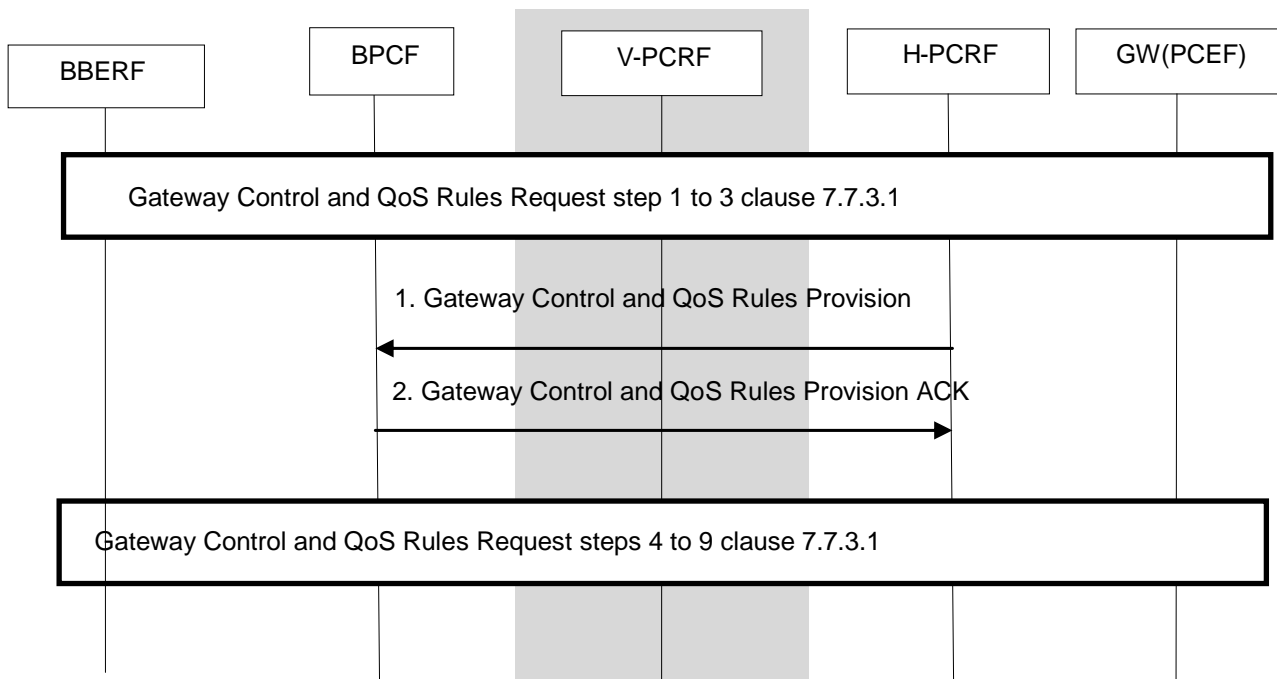 BBERF
BPCF
V-PCRF
H-PCRF
GW(PCEF)
Gateway Control and QoS Rules Request step 1 to 3 clause 7.7.3.1
1. Gateway Control and QoS Rules Provision
2. Gateway Control and QoS Rules Provision ACK
Gateway Control and QoS Rules Request steps 4 to 9 clause 7.7.3.1